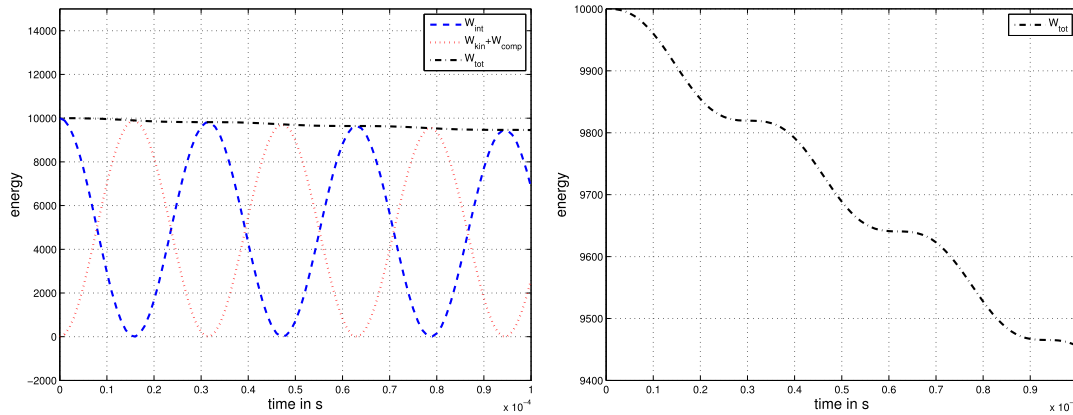 15000
14000
12000
10000
8000
6000
4000
2000
0
−2000
energy
0 0.1 0.2 0.3 0.4 0.5 0.6 0.7 0.8 0.9 1
time in s
x 10^-4
W_int
W_kin+W_comp
W_tot
10000
9900
9800
9700
9600
9500
9400
energy
0 0.1 0.2 0.3 0.4 0.5 0.6 0.7 0.8 0.9
time in s
x 10^-
W_tot